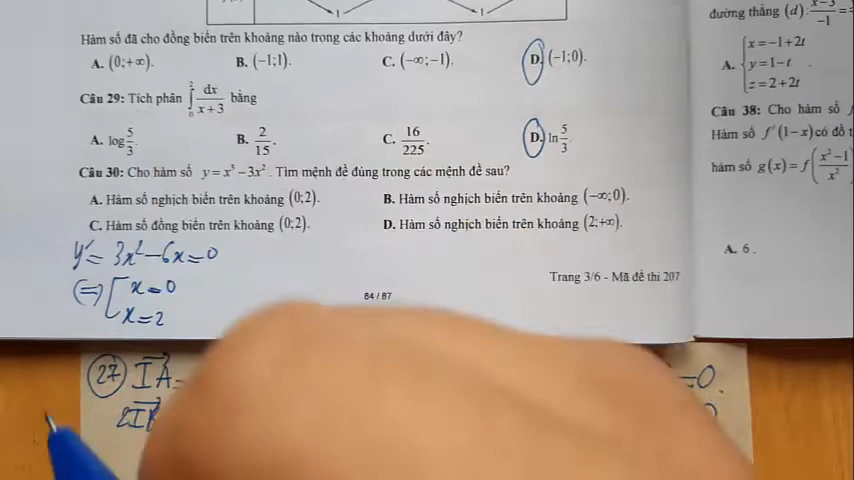 Hàm số đã cho đồng biến trên khoảng nào trong các khoảng dưới đây?
A. (0;+∞). B. (-1;1). C. (-∞;-1). D. (-1;0).
Câu 29: Tích phân ∫₀² dx/(x+3) bằng
A. log 5/3. B. 2/15. C. 16/225. D. ln 5/3.
Câu 30: Cho hàm số y = x³ - 3x². Tìm mệnh đề đúng trong các mệnh đề sau?
A. Hàm số nghịch biến trên khoảng (0;2). B. Hàm số nghịch biến trên khoảng (-∞;0).
C. Hàm số đồng biến trên khoảng (0;2). D. Hàm số nghịch biến trên khoảng (2;+∞).
y' = 3x² - 6x = 0
(=) [ x = 0
x = 2
Trang 3/6 - Mã đề thi 207
84 / 87
27 IA =
2I
= 0.
đường thẳng (d): x-3/-1 =
A. { x = -1 + 2t
y = 1 - t .
z = 2 + 2t
Câu 38: Cho hàm số
Hàm số f'(1-x) có đồ t
hàm số g(x) = f( x²-1/x² )
A. 6 .
-1
-1